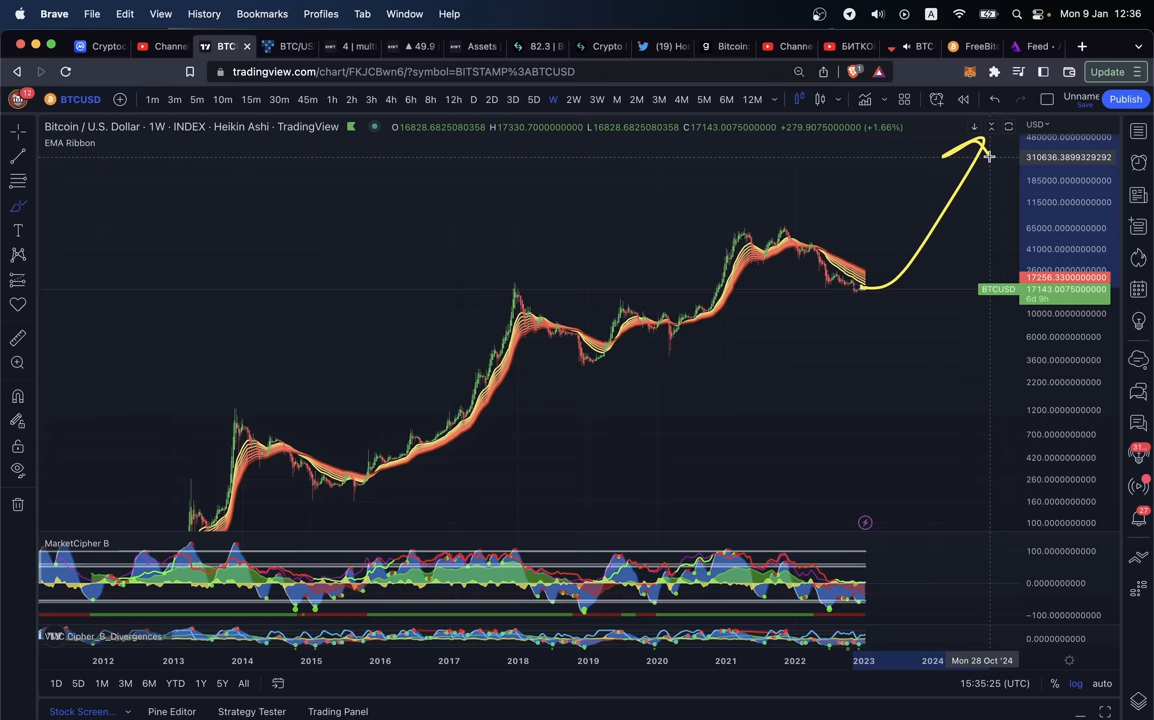 Brave File Edit View History Bookmarks Profiles Tab Window Help A Mon 9 Jan 12:36
Cryptoc Channe BTC BTC/US 4 | mult 49.9 Assets 82.3 | B Crypto (19) Ho Bitcoin: Channe БИТКОІ BTC FreeBit Feed -
tradingview.com/chart/FKJCBwn6/?symbol=BITSTAMP%3ABTCUSD Update
12 BTCUSD 1m 3m 5m 10m 15m 30m 45m 1h 2h 3h 4h 6h 8h 12h D 2D 3D 5D W 2W 3W M 2M 3M 4M 5M 6M 12M Unname Save Publish
Bitcoin / U.S. Dollar · 1W · INDEX · Heikin Ashi · TradingView O16828.6825080358 H17330.7000000000 L16828.6825080358 C17143.0075000000 +279.9075000000 (+1.66%) USD
EMA Ribbon
480000.0000000000
310636.3899329292
185000.0000000000
115000.0000000000
65000.0000000000
41000.0000000000
26000.0000000000
17256.3300000000
BTCUSD 17143.0075000000
6d 9h
10000.0000000000
6000.0000000000
3600.0000000000
2200.0000000000
1200.0000000000
700.0000000000
420.0000000000
260.0000000000
160.0000000000
100.0000000000
MarketCipher B
100.0000000000
0.0000000000
−100.0000000000
Cipher_B_Divergences
0.0000000000
31...
27
2012 2013 2014 2015 2016 2017 2018 2019 2020 2021 2022 2023 2024 Mon 28 Oct '24
1D 5D 1M 3M 6M YTD 1Y 5Y All 15:35:25 (UTC) % log auto
Stock Screen... Pine Editor Strategy Tester Trading Panel